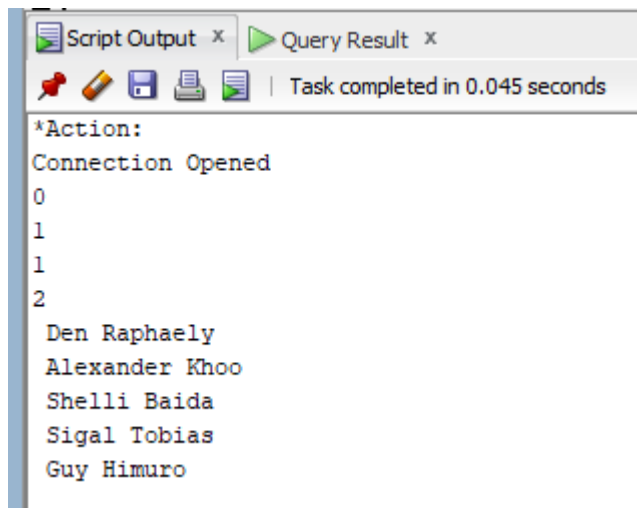 Script Output x Query Result x
Task completed in 0.045 seconds
*Action:
Connection Opened
0
1
1
2
Den Raphaely
Alexander Khoo
Shelli Baida
Sigal Tobias
Guy Himuro